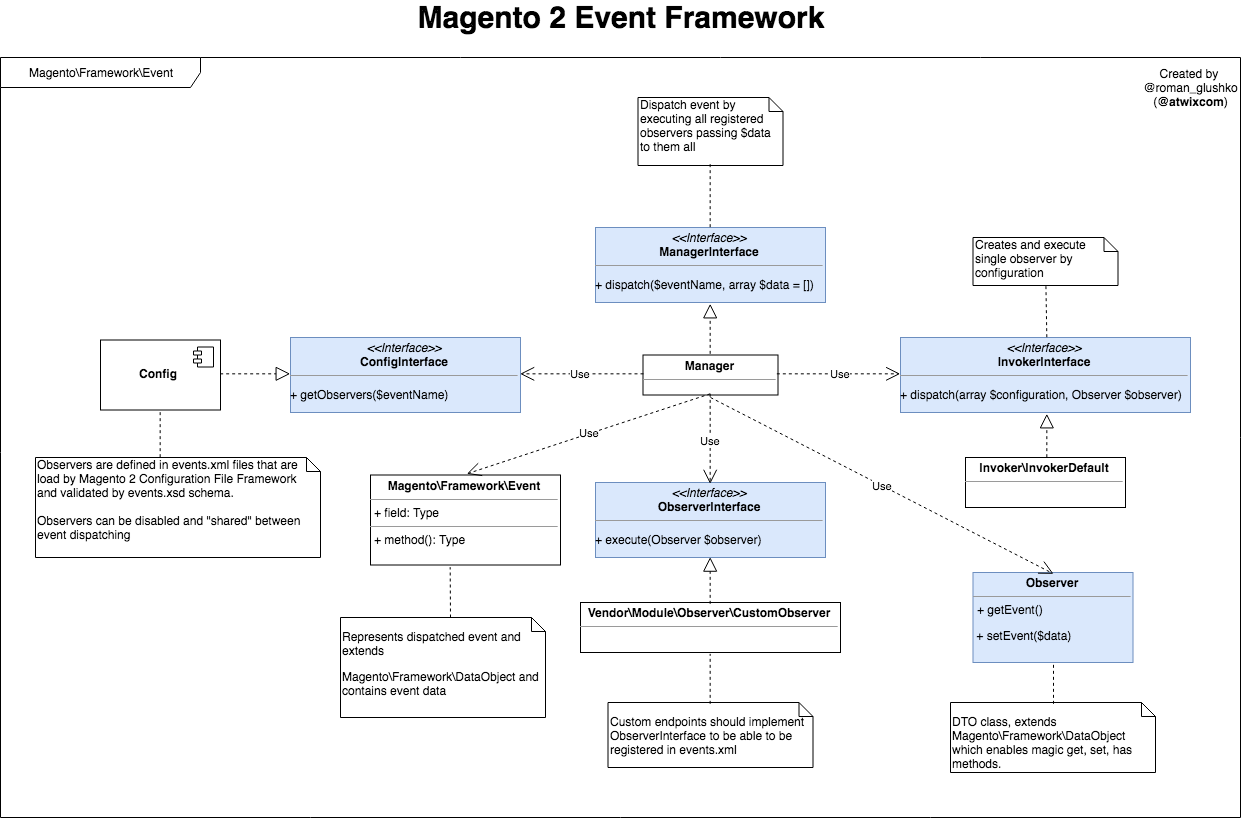 Magento 2 Event Framework
Magento\Framework\Event
Created by
@roman_glushko
(@atwixcom)
Dispatch event by
executing all registered
observers passing $data
to them all
<<Interface>>
ManagerInterface
+ dispatch($eventName, array $data = [])
Creates and execute
single observer by
configuration
Config
<<Interface>>
ConfigInterface
+ getObservers($eventName)
Use
Manager
Use
<<Interface>>
InvokerInterface
+ dispatch(array $configuration, Observer $observer)
Use
Use
Use
Invoker\InvokerDefault
Observers are defined in events.xml files that are
load by Magento 2 Configuration File Framework
and validated by events.xsd schema.
Observers can be disabled and "shared" between
event dispatching
Magento\Framework\Event
+ field: Type
+ method(): Type
<<Interface>>
ObserverInterface
+ execute(Observer $observer)
Observer
+ getEvent()
+ setEvent($data)
Vendor\Module\Observer\CustomObserver
Represents dispatched event and
extends
Magento\Framework\DataObject and
contains event data
Custom endpoints should implement
ObserverInterface to be able to be
registered in events.xml
DTO class, extends
Magento\Framework\DataObject
which enables magic get, set, has
methods.